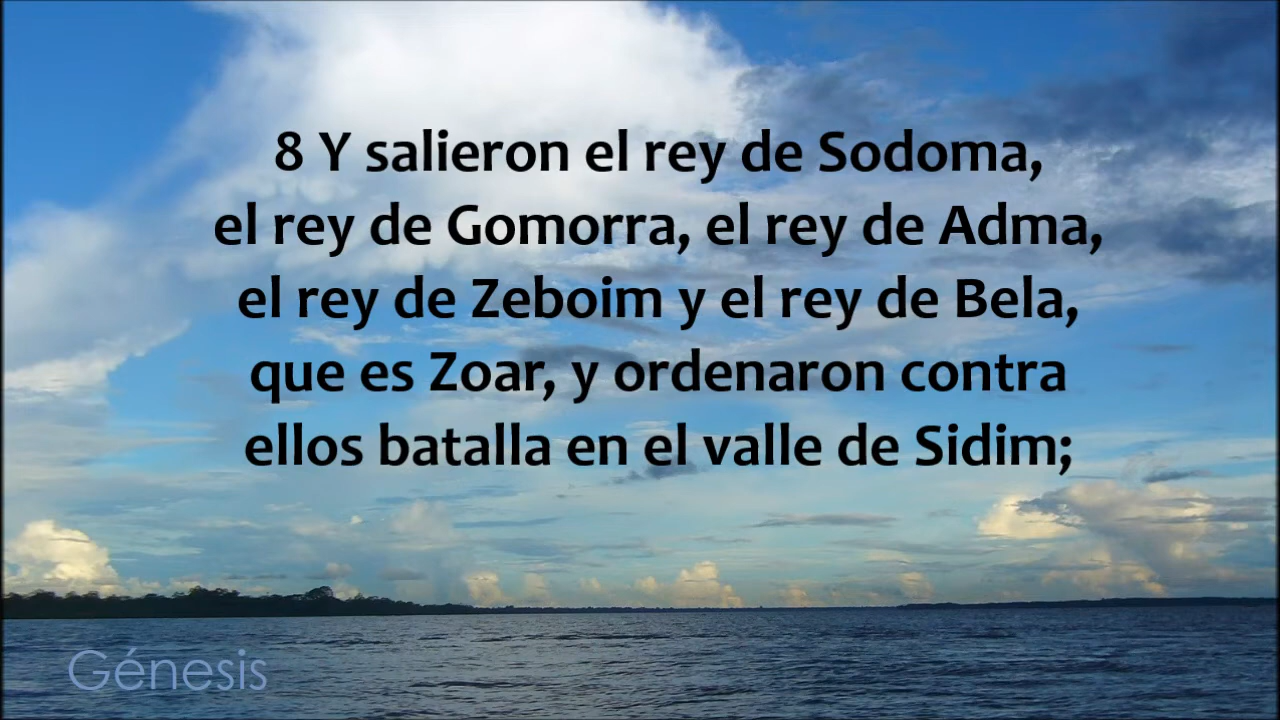 8 Y salieron el rey de Sodoma,
el rey de Gomorra, el rey de Adma,
el rey de Zeboim y el rey de Bela,
que es Zoar, y ordenaron contra
ellos batalla en el valle de Sidim;
Génesis